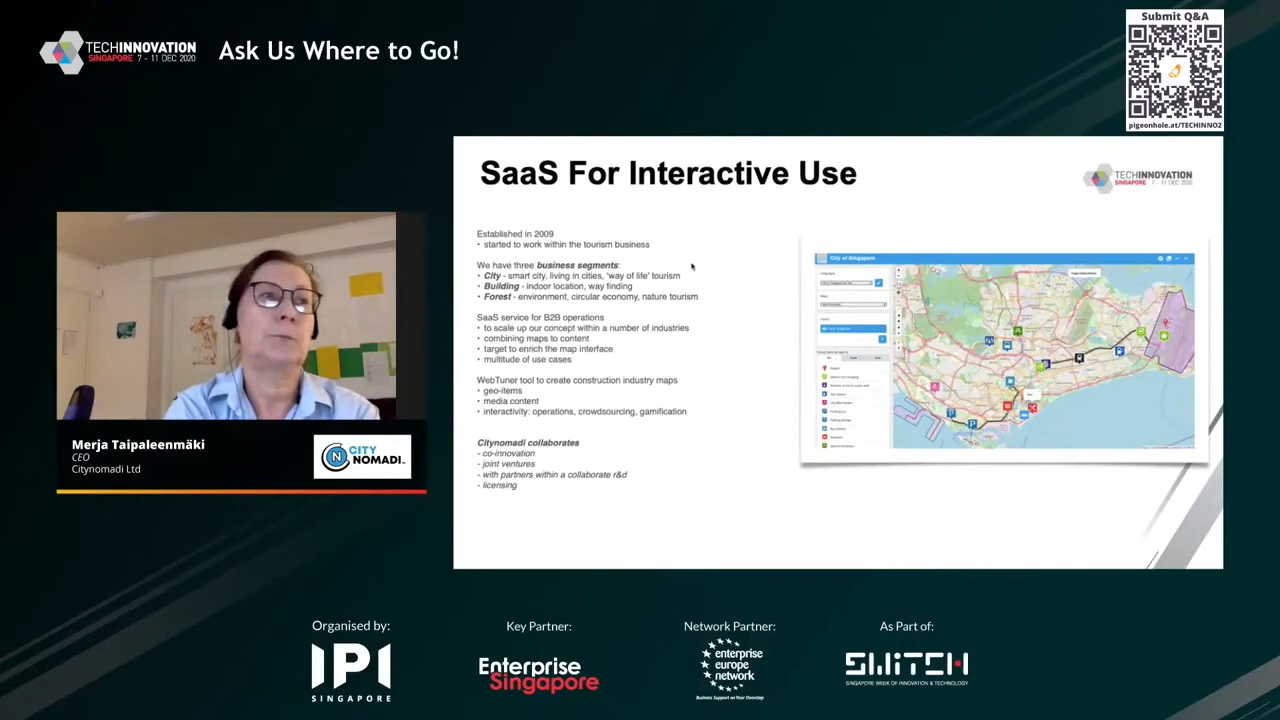 Submit Q&A
TECHINNOVATION
SINGAPORE 7 - 11 DEC 2020
Ask Us Where to Go!
pigeonhole.at/TECHINNO2
SaaS For Interactive Use
TECHINNOVATION
SINGAPORE 7 - 11 DEC 2020
Established in 2009
• started to work within the tourism business
We have three business segments:
• City - smart city, living in cities, 'way of life' tourism
• Building - indoor location, way finding
• Forest - environment, circular economy, nature tourism
SaaS service for B2B operations
• to scale up our concept within a number of industries
• combining maps to content
• target to enrich the map interface
• multitude of use cases
WebTuner tool to create construction industry maps
• geo-items
• media content
• interactivity: operations, crowdsourcing, gamification
Citynomadi collaborates
- co-innovation
- joint ventures
- with partners within a collaborate r&d
- licensing
City of Singapore
Merja Taipaleenmäki
CEO
Citynomadi Ltd
N
CITY
NOMADI
Organised by:
IPI
SINGAPORE
Key Partner:
Enterprise
Singapore
Network Partner:
enterprise
europe
network
Business Support on Your Doorstep
As Part of:
SWITCH
SINGAPORE WEEK OF INNOVATION & TECHNOLOGY